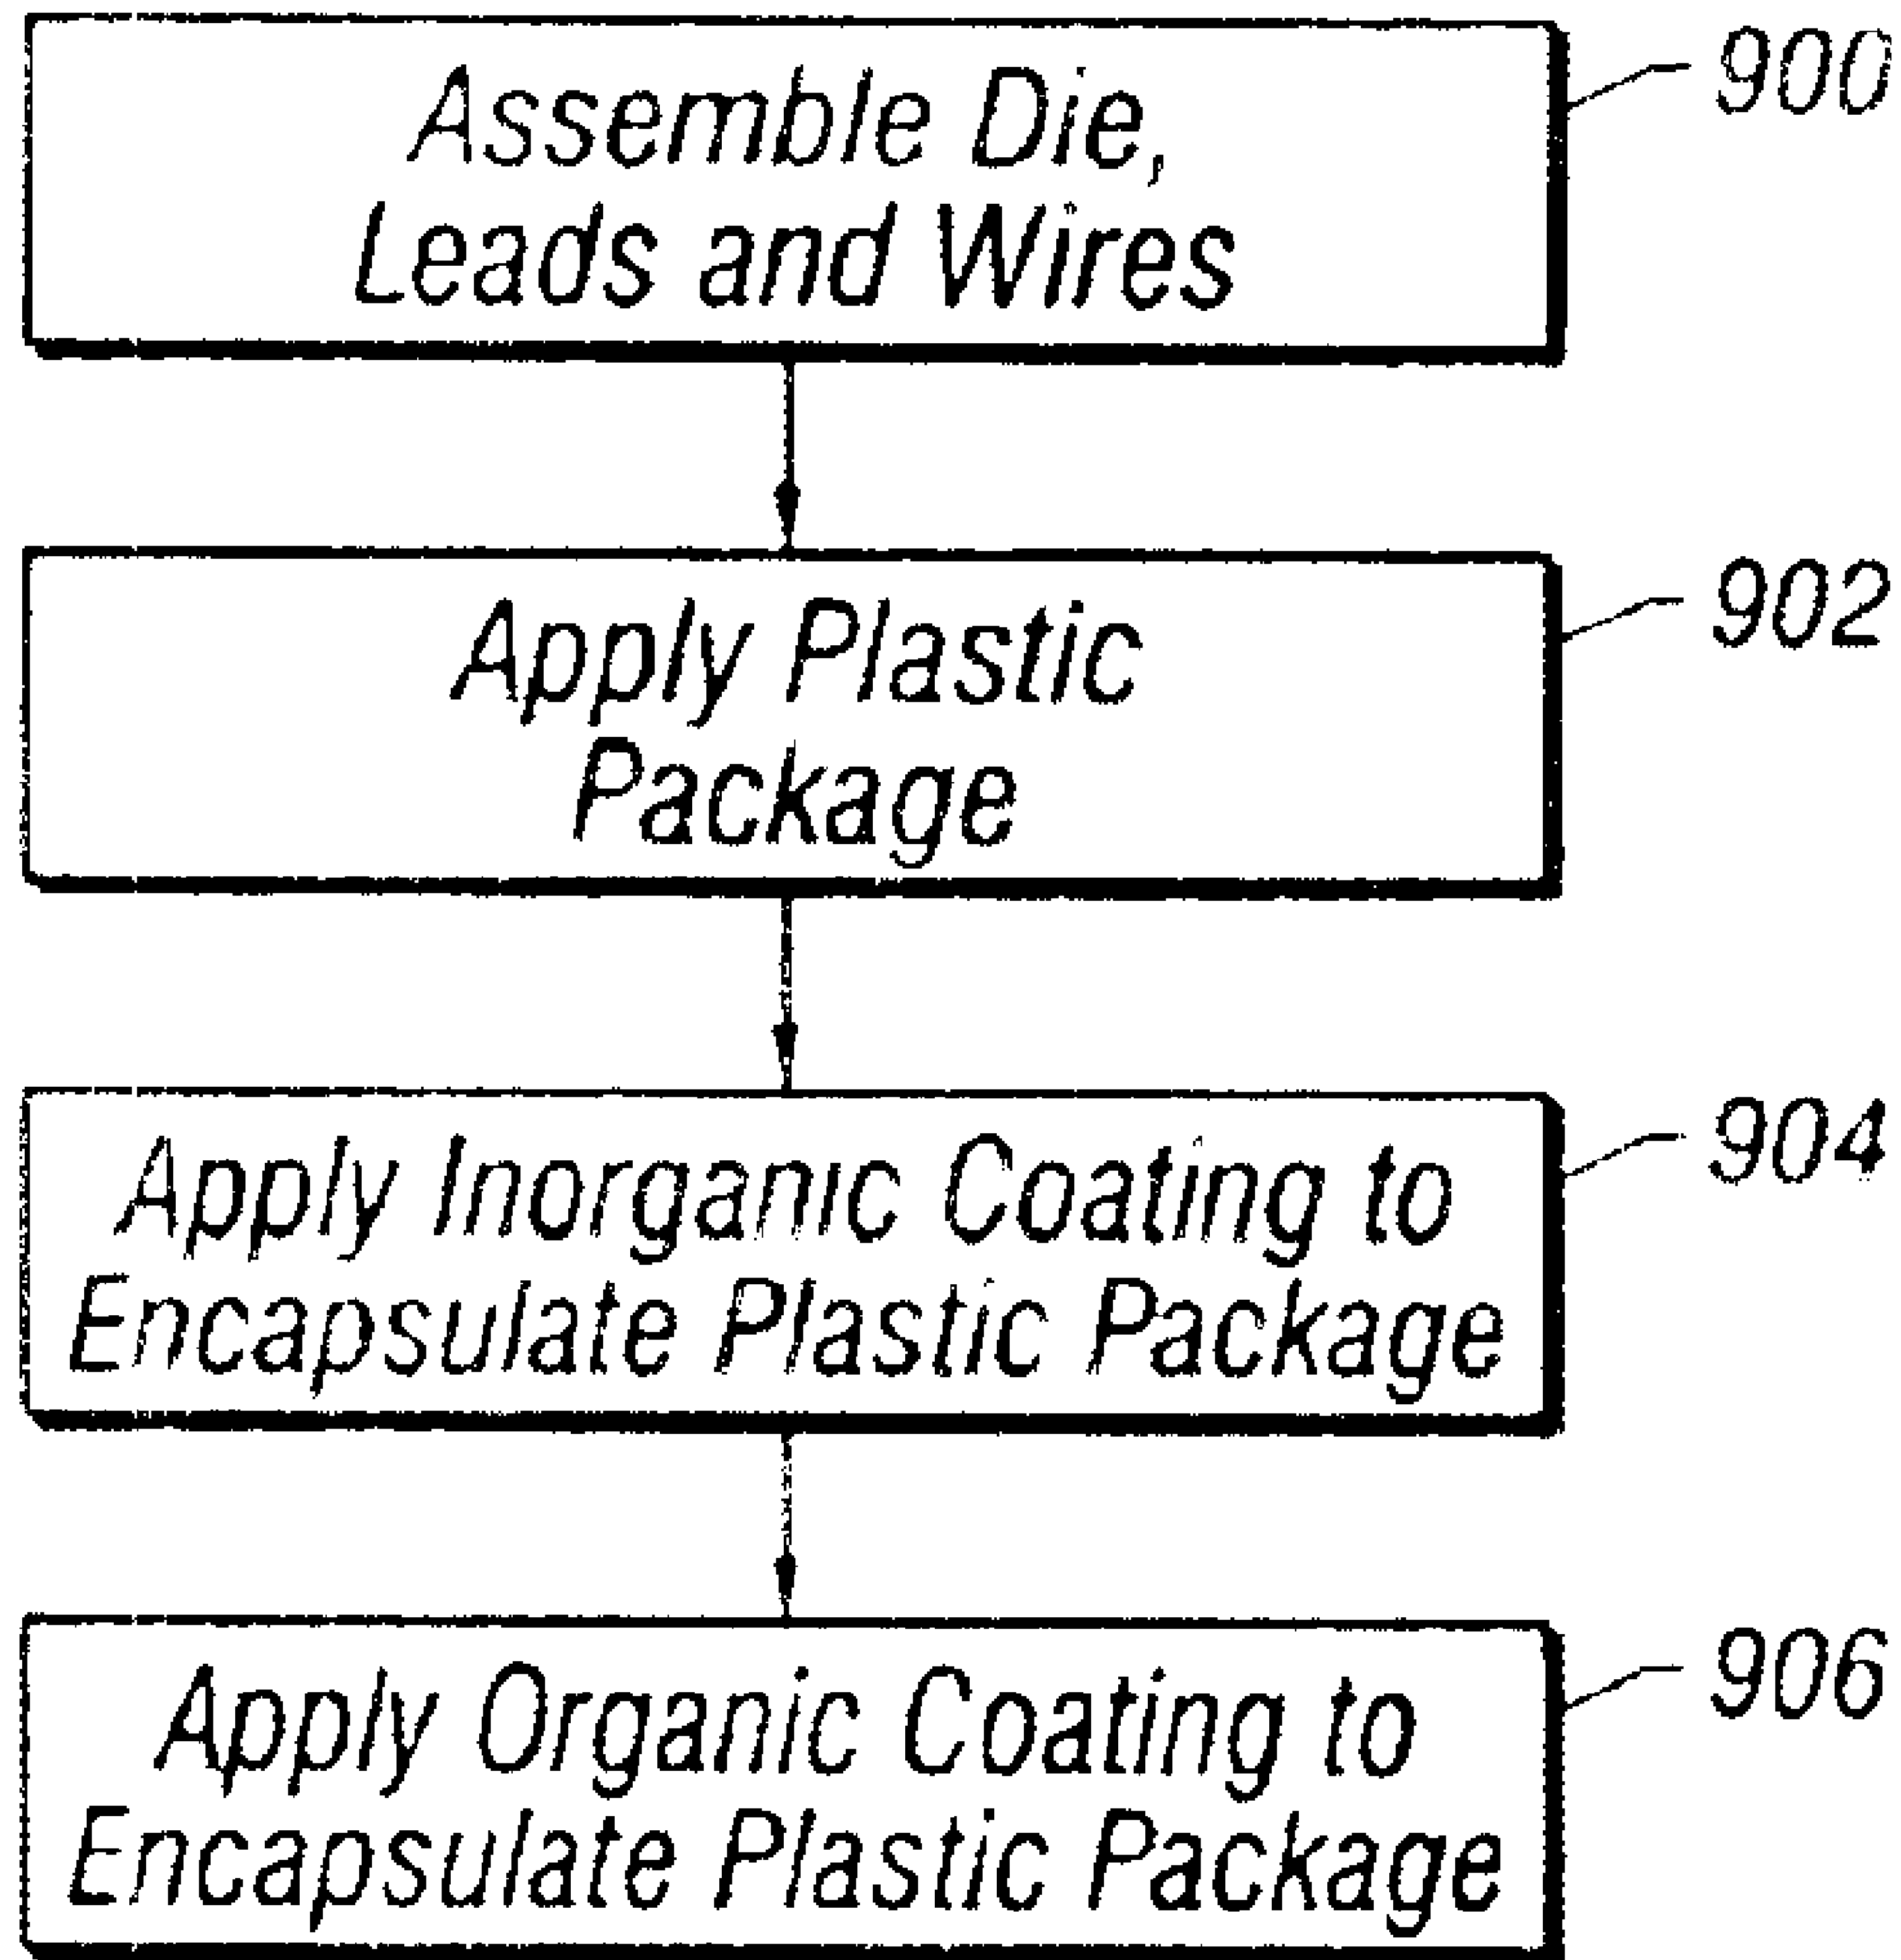 Assemble Die,
Leads and Wires
900
Apply Plastic
Package
902
Apply Inorganic Coating to
Encapsulate Plastic Package
904
Apply Organic Coating to
Encapsulate Plastic Package
906